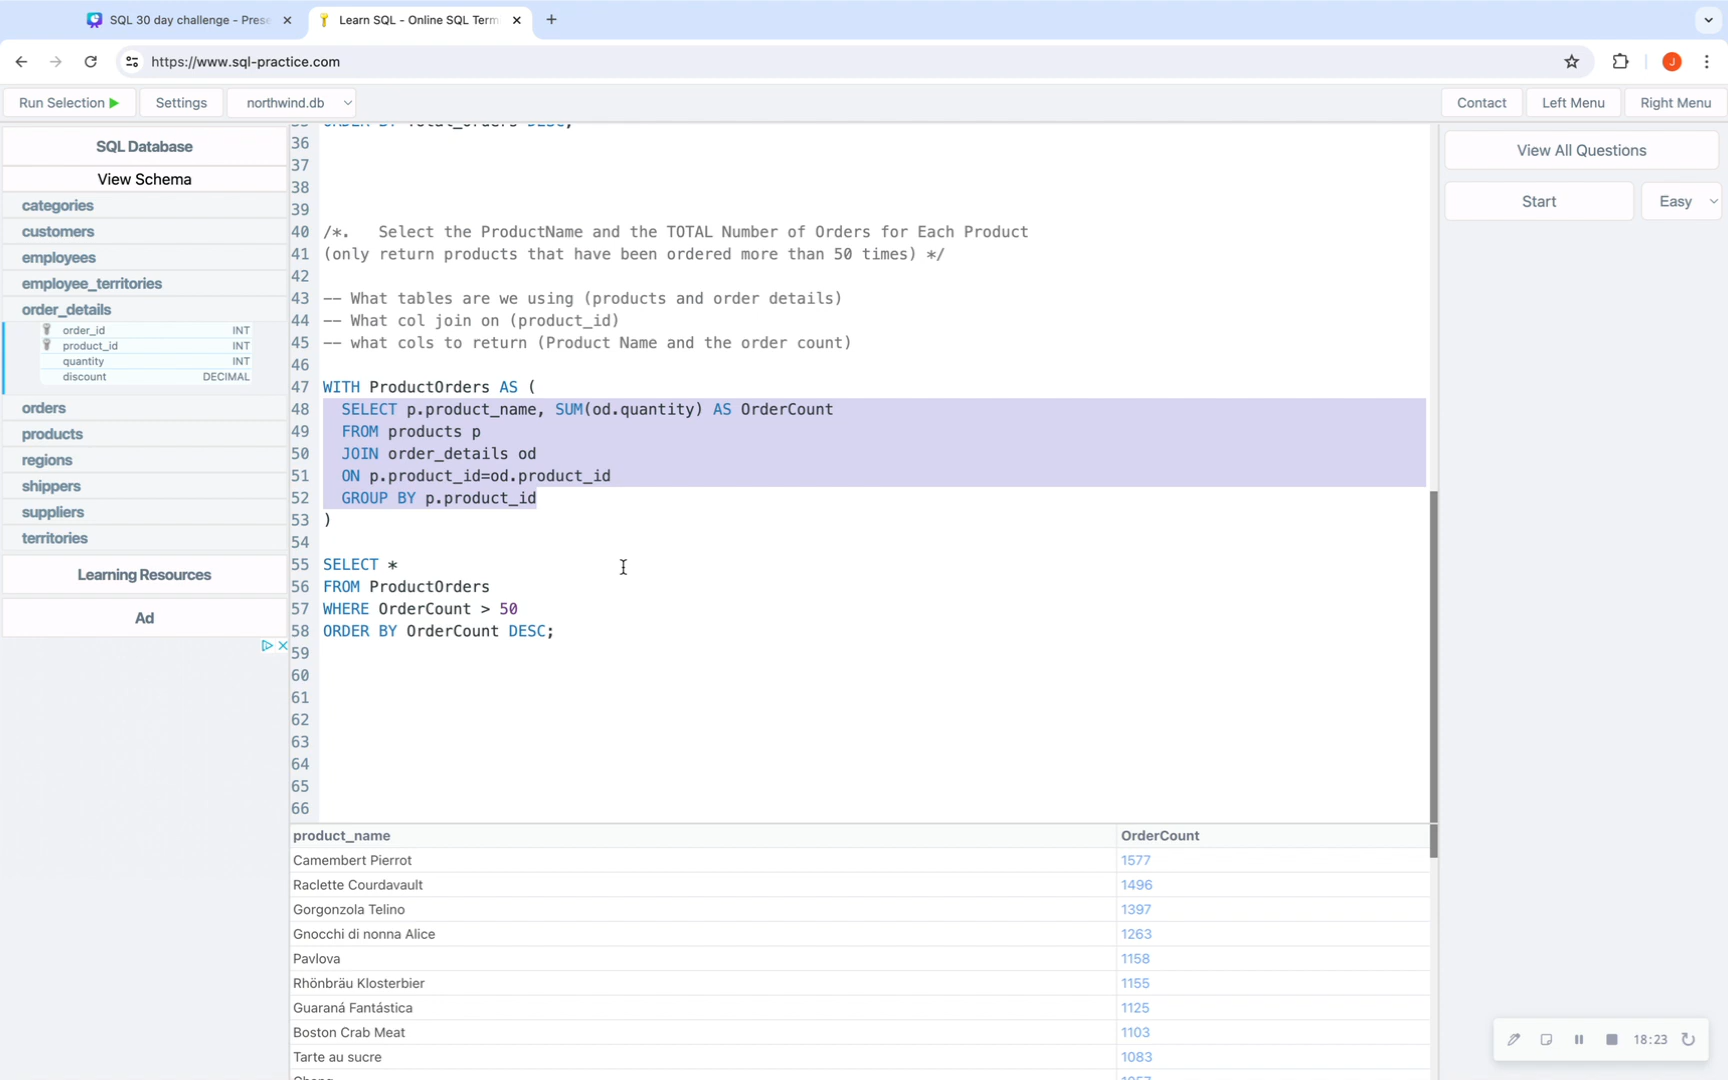 SQL 30 day challenge - Prese
Learn SQL - Online SQL Term
https://www.sql-practice.com
J
Run Selection
Settings
northwind.db
Contact
Left Menu
Right Menu
SQL Database
View Schema
categories
customers
employees
employee_territories
order_details
order_id INT
product_id INT
quantity INT
discount DECIMAL
orders
products
regions
shippers
suppliers
territories
Learning Resources
Ad
35 ORDER BY Total_Orders DESC;
36
37
38
39
40 /*.   Select the ProductName and the TOTAL Number of Orders for Each Product
41 (only return products that have been ordered more than 50 times) */
42
43 -- What tables are we using (products and order details)
44 -- What col join on (product_id)
45 -- what cols to return (Product Name and the order count)
46
47 WITH ProductOrders AS (
48   SELECT p.product_name, SUM(od.quantity) AS OrderCount
49   FROM products p
50   JOIN order_details od
51   ON p.product_id=od.product_id
52   GROUP BY p.product_id
53 )
54
55 SELECT *
56 FROM ProductOrders
57 WHERE OrderCount > 50
58 ORDER BY OrderCount DESC;
59
60
61
62
63
64
65
66
product_name OrderCount
Camembert Pierrot 1577
Raclette Courdavault 1496
Gorgonzola Telino 1397
Gnocchi di nonna Alice 1263
Pavlova 1158
Rhönbräu Klosterbier 1155
Guaraná Fantástica 1125
Boston Crab Meat 1103
Tarte au sucre 1083
Chang 1057
View All Questions
Start
Easy
18:23